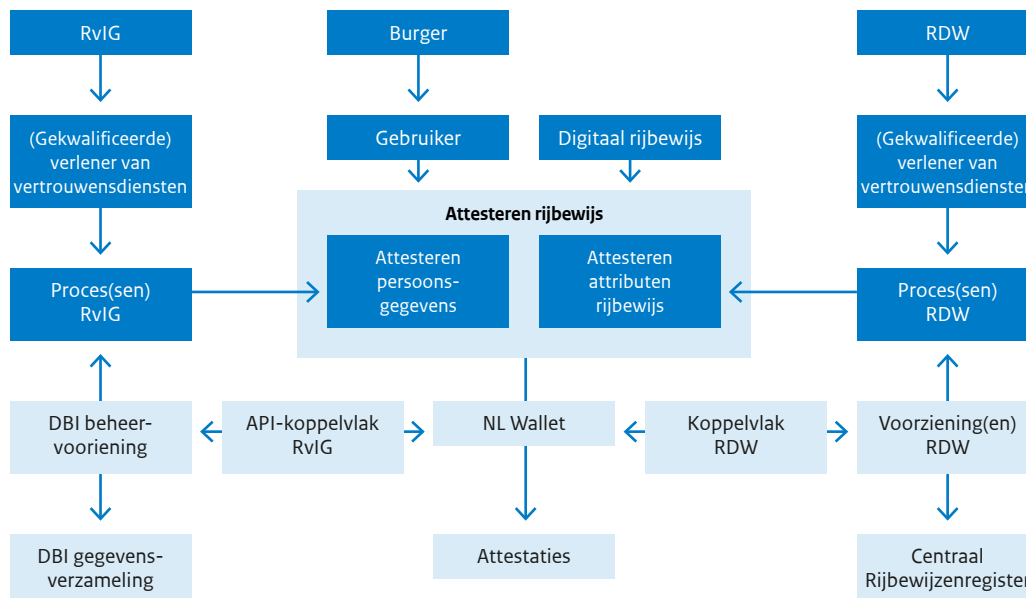 RvIG
Burger
RDW
(Gekwalificeerde)
verlener van
vertrouwensdiensten
Gebruiker
Digitaal rijbewijs
(Gekwalificeerde)
verlener van
vertrouwensdiensten
Attesteren rijbewijs
Attesteren
persoons-
gegevens
Attesteren
attributen
rijbewijs
Proces(sen)
RvIG
Proces(sen)
RDW
DBI beheer-
vooriening
API-koppelvlak
RvIG
NL Wallet
Koppelvlak
RDW
Voorziening(en)
RDW
DBI gegevens-
verzameling
Attestaties
Centraal
Rijbewijzenregister